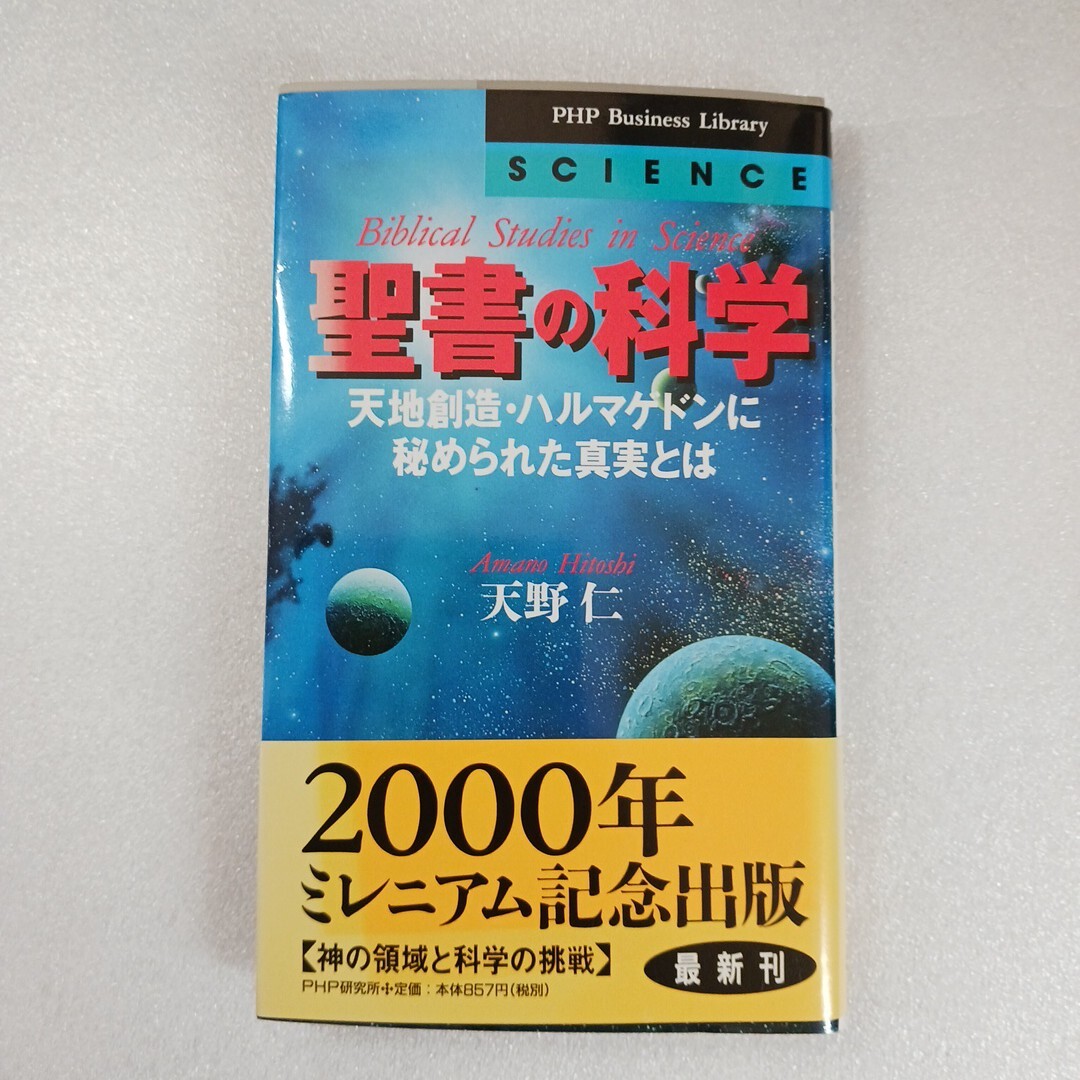 PHP Business Library
SCIENCE
Biblical Studies in Science
聖書の科学
天地創造・ハルマケドンに
秘められた真実とは
Amano Hitoshi
天野 仁
2000年
ミレニアム記念出版
【神の領域と科学の挑戦】
最新刊
PHP研究所✢定価：本体857円（税別）